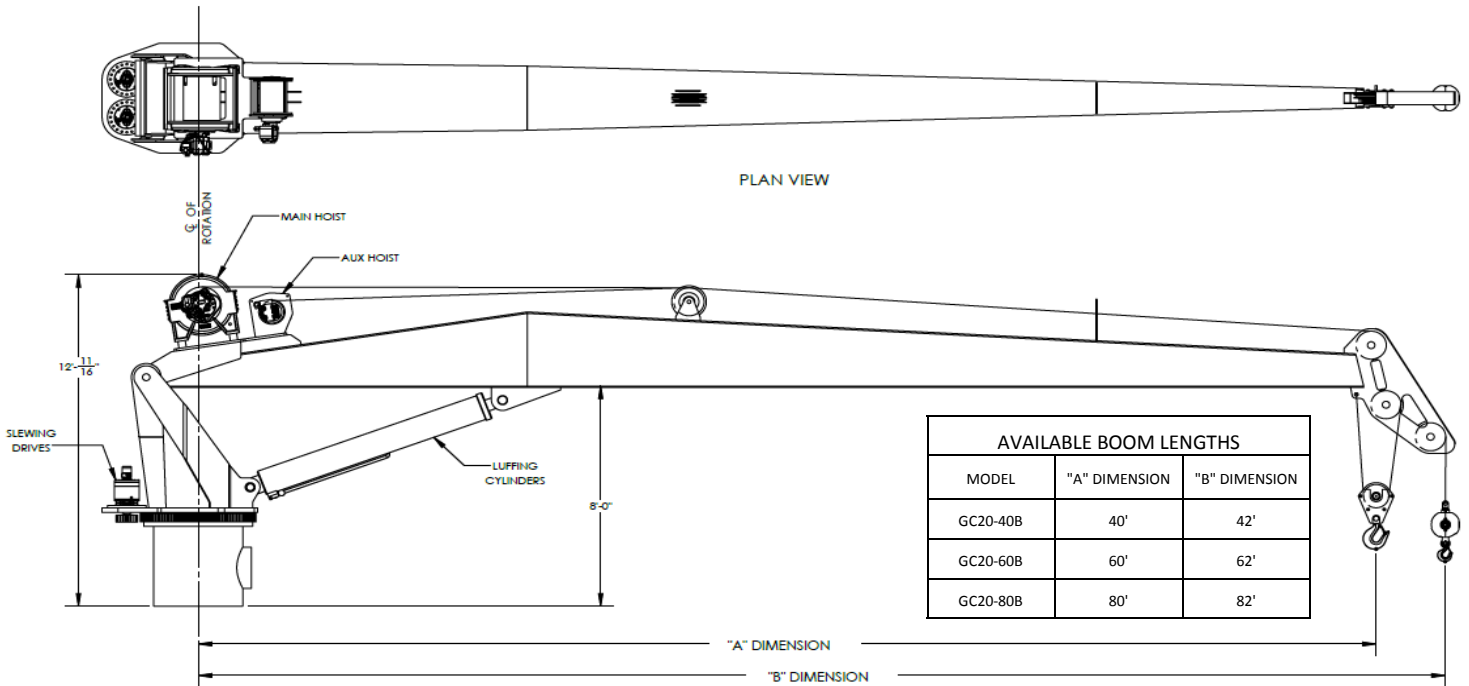 PLAN VIEW
℄ OF
ROTATION
MAIN HOIST
AUX HOIST
12'-11/16"
SLEWING
DRIVES
LUFFING
CYLINDERS
8'-0"
AVAILABLE BOOM LENGTHS
MODEL "A" DIMENSION "B" DIMENSION
GC20-40B 40' 42'
GC20-60B 60' 62'
GC20-80B 80' 82'
"A" DIMENSION
"B" DIMENSION